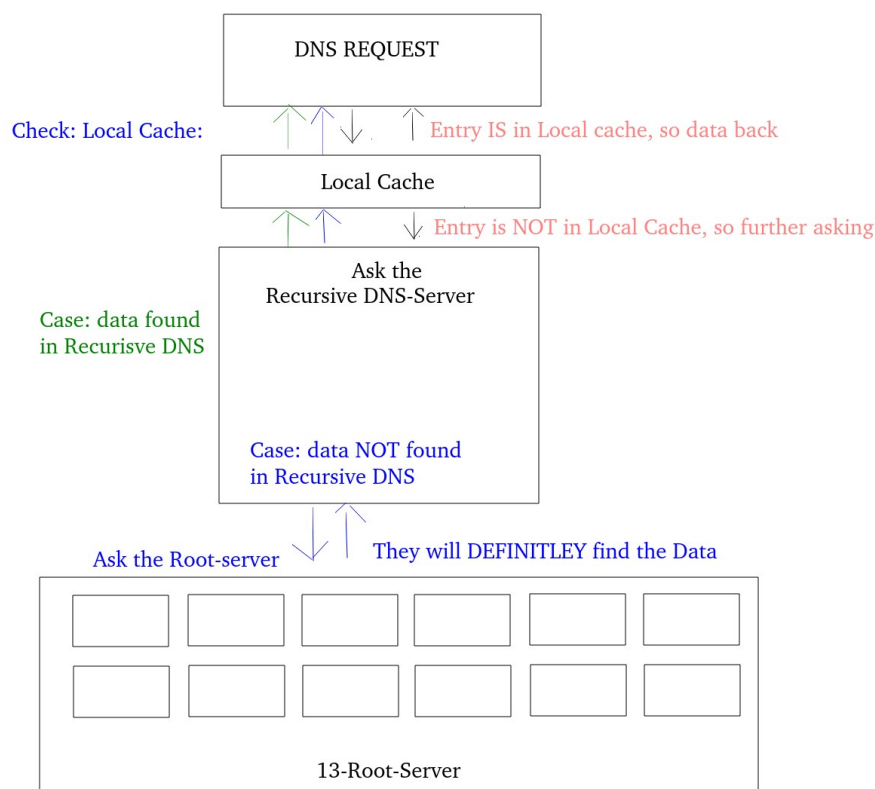 DNS REQUEST
Check: Local Cache:
Entry IS in Local cache, so data back
Local Cache
Entry is NOT in Local Cache, so further asking
Ask the
Recursive DNS-Server
Case: data found
in Recurisve DNS
Case: data NOT found
in Recursive DNS
Ask the Root-server
They will DEFINITLEY find the Data
13-Root-Server